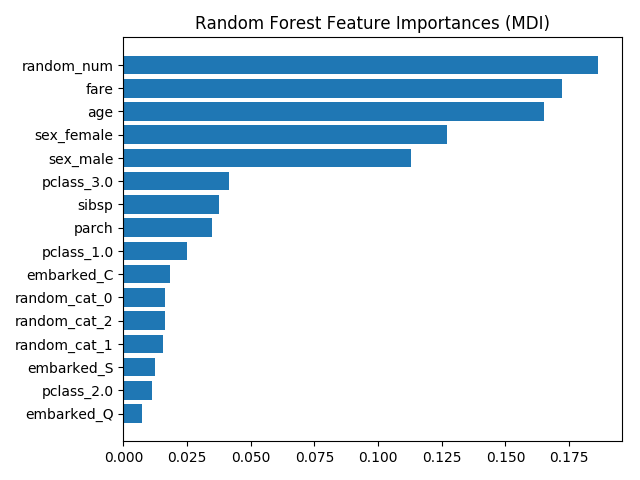 Random Forest Feature Importances (MDI)
random_num
fare
age
sex_female
sex_male
pclass_3.0
sibsp
parch
pclass_1.0
embarked_C
random_cat_0
random_cat_2
random_cat_1
embarked_S
pclass_2.0
embarked_Q
0.000 0.025 0.050 0.075 0.100 0.125 0.150 0.175